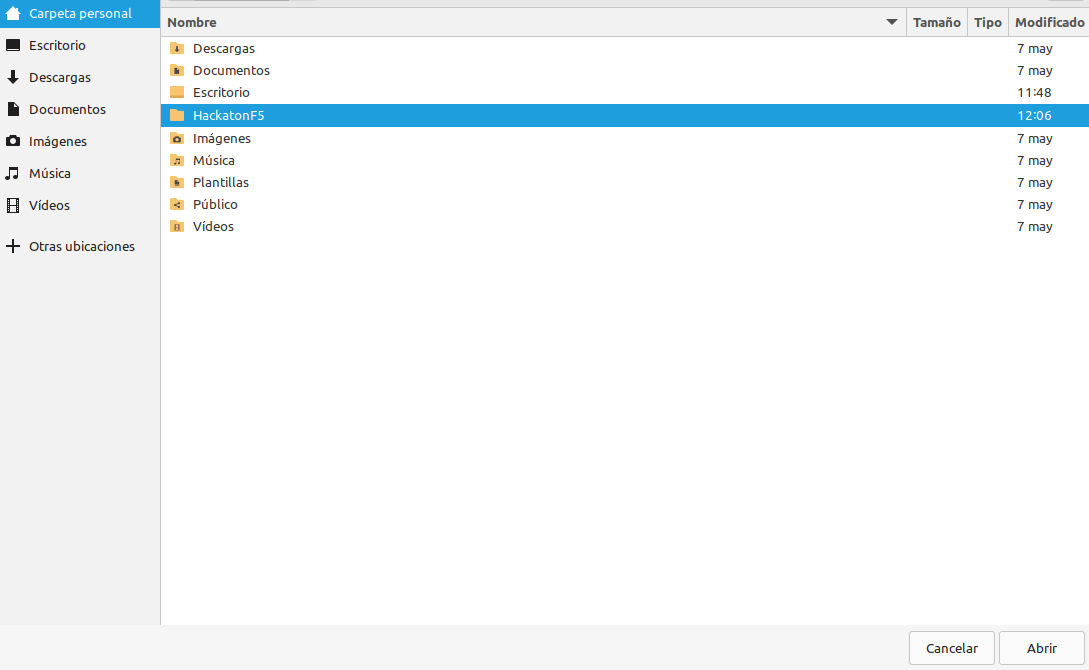 Carpeta personal
Escritorio
Descargas
Documentos
Imágenes
Música
Vídeos
Otras ubicaciones
Nombre Tamaño Tipo Modificado
Descargas 7 may
Documentos 7 may
Escritorio 11:48
HackatonF5 12:06
Imágenes 7 may
Música 7 may
Plantillas 7 may
Público 7 may
Vídeos 7 may
Cancelar Abrir